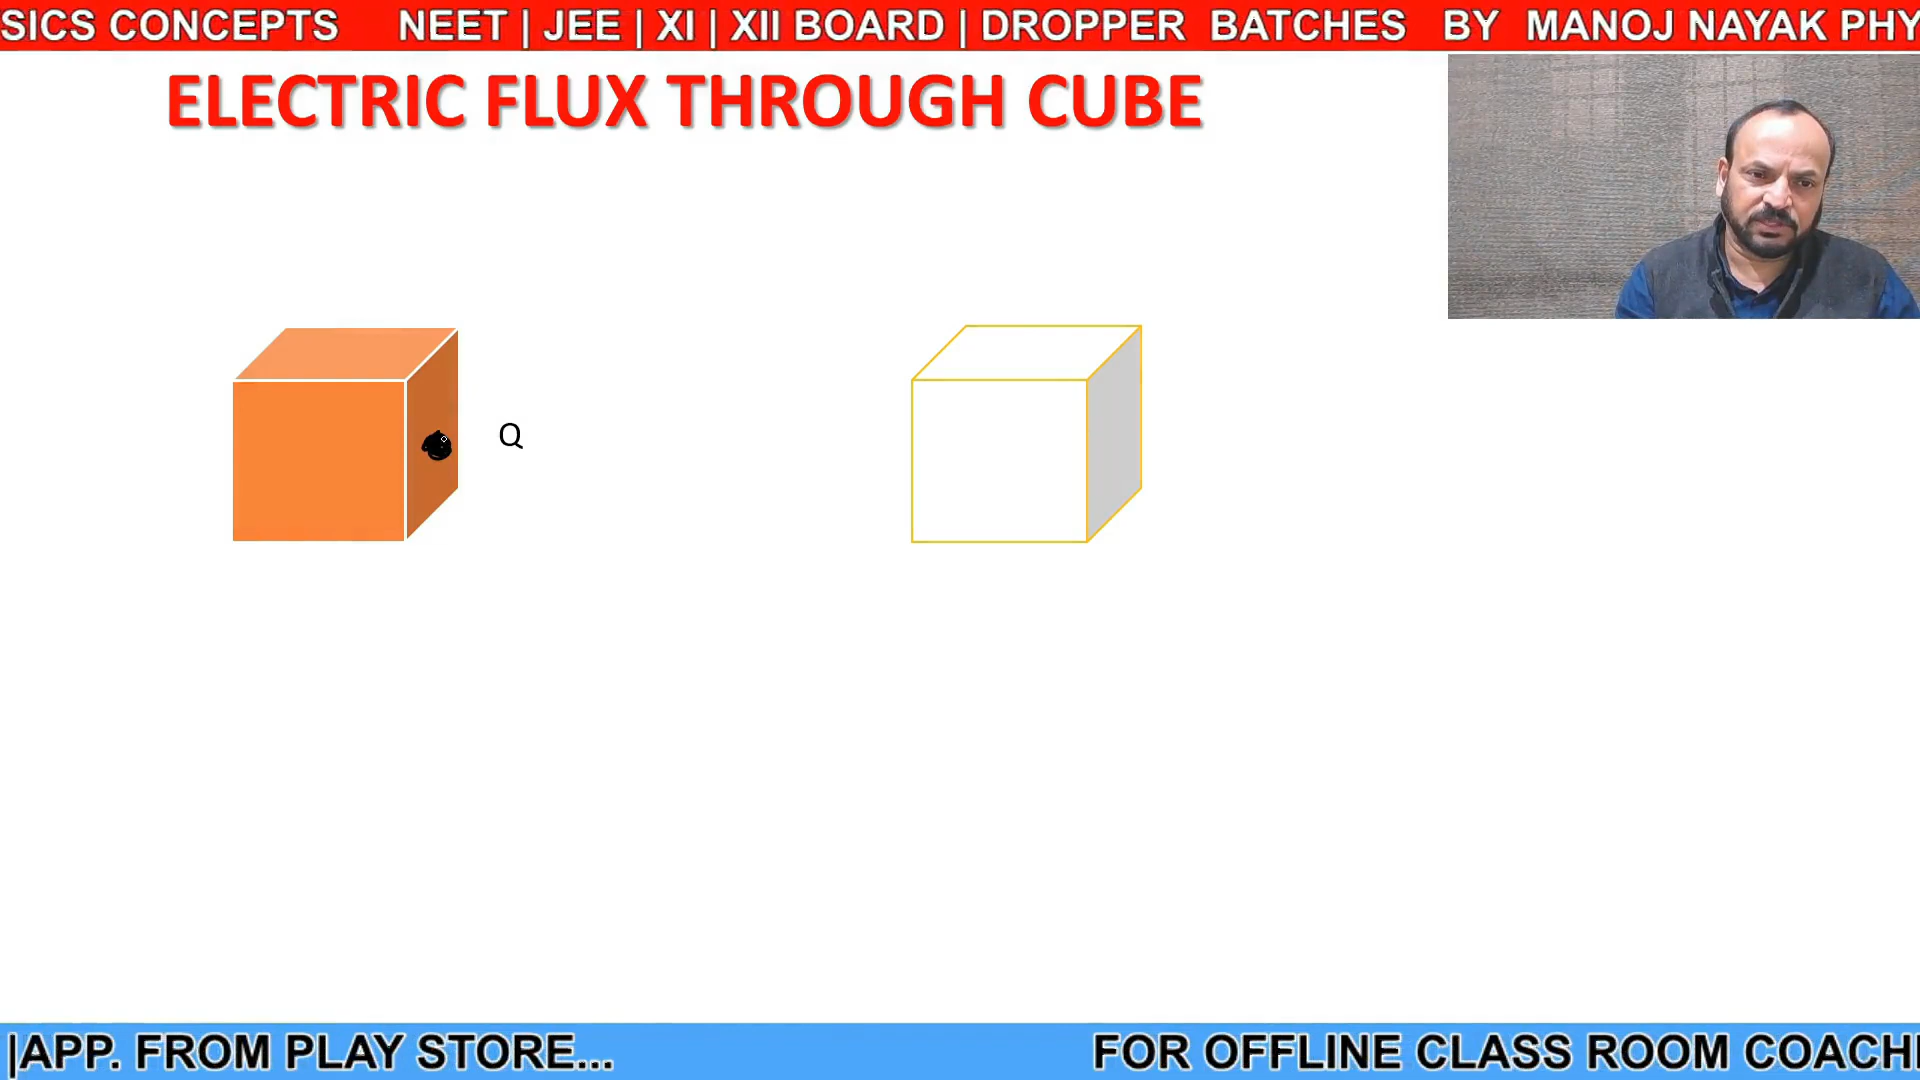 SICS CONCEPTS NEET | JEE | XI | XII BOARD | DROPPER BATCHES BY MANOJ NAYAK PHY
ELECTRIC FLUX THROUGH CUBE
Q
|APP. FROM PLAY STORE... FOR OFFLINE CLASS ROOM COACHI